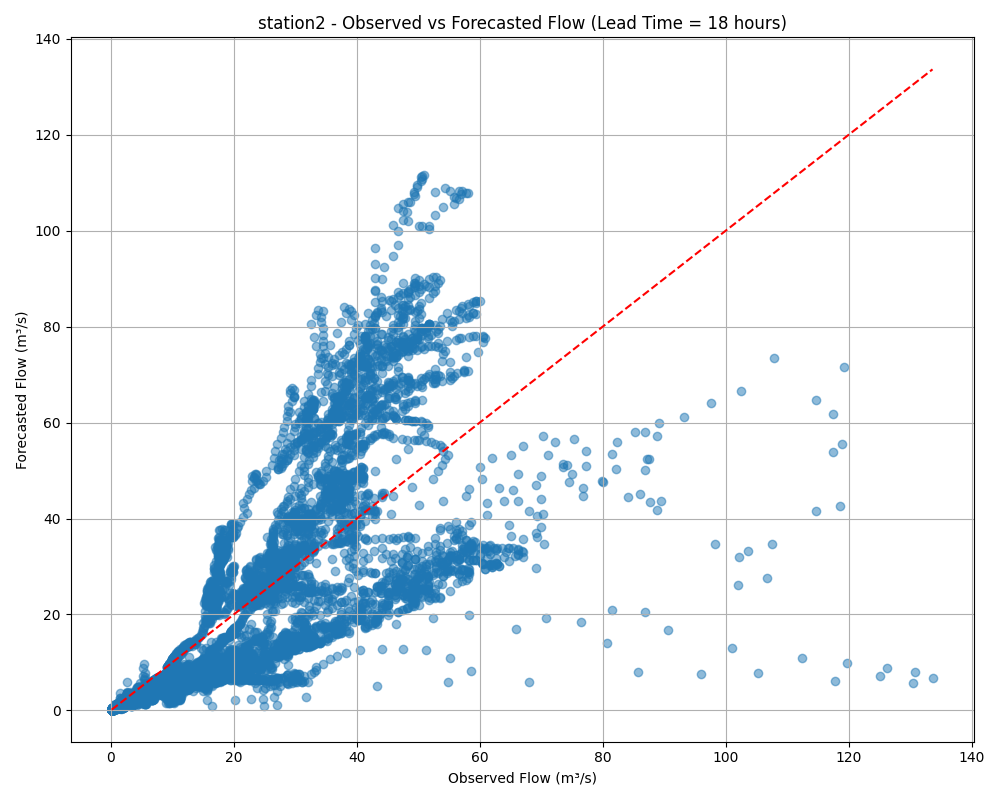 station2 - Observed vs Forecasted Flow (Lead Time = 18 hours)
140
120
100
80
60
40
20
0
Forecasted Flow (m³/s)
0 20 40 60 80 100 120 140
Observed Flow (m³/s)